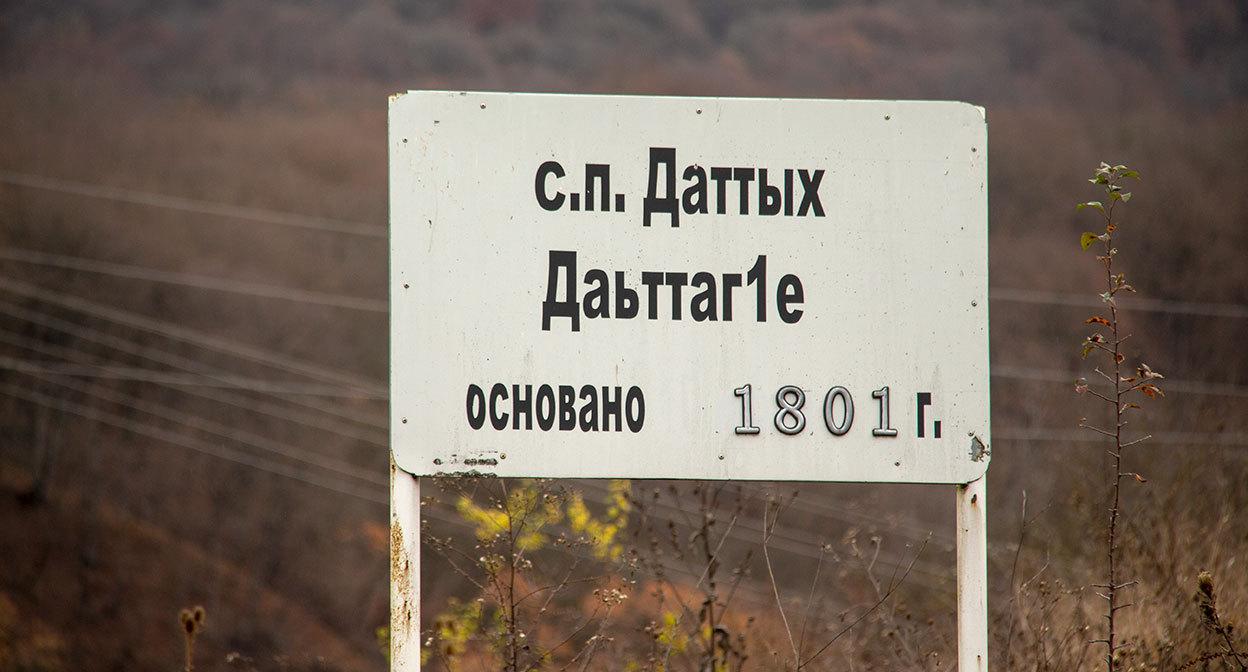 с.п. Даттых
Даьттаг1е
основано 1801 г.